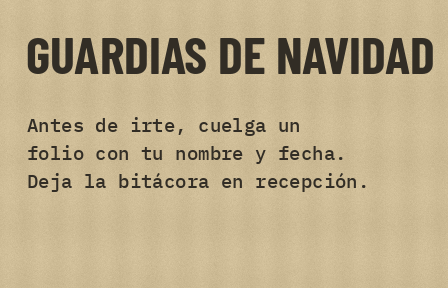 GUARDIAS DE NAVIDAD
Antes de irte, cuelga un
folio con tu nombre y fecha.
Deja la bitácora en recepción.